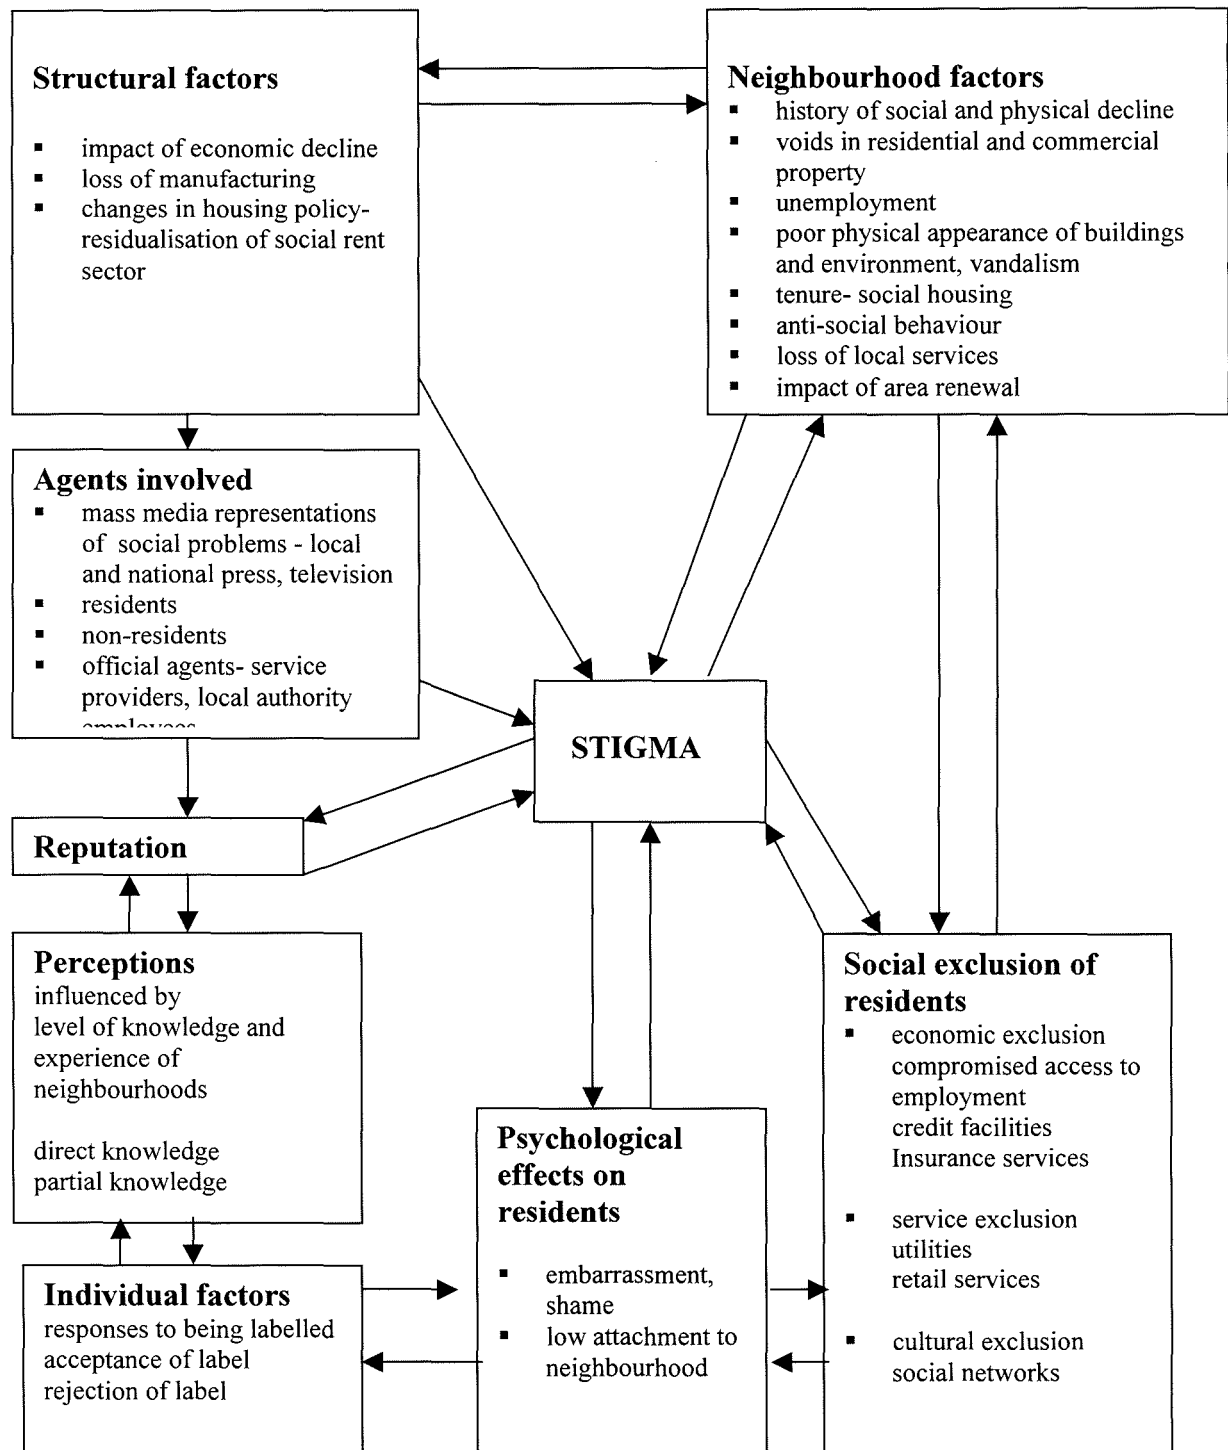 Structural factors
▪ impact of economic decline
▪ loss of manufacturing
▪ changes in housing policy-
residualisation of social rent
sector
Neighbourhood factors
▪ history of social and physical decline
▪ voids in residential and commercial
property
▪ unemployment
▪ poor physical appearance of buildings
and environment, vandalism
▪ tenure- social housing
▪ anti-social behaviour
▪ loss of local services
▪ impact of area renewal
Agents involved
▪ mass media representations
of social problems - local
and national press, television
▪ residents
▪ non-residents
▪ official agents- service
providers, local authority
employees
STIGMA
Reputation
Perceptions
influenced by
level of knowledge and
experience of
neighbourhoods
direct knowledge
partial knowledge
Individual factors
responses to being labelled
acceptance of label
rejection of label
Psychological
effects on
residents
▪ embarrassment,
shame
▪ low attachment to
neighbourhood
Social exclusion of
residents
▪ economic exclusion
compromised access to
employment
credit facilities
Insurance services
▪ service exclusion
utilities
retail services
▪ cultural exclusion
social networks